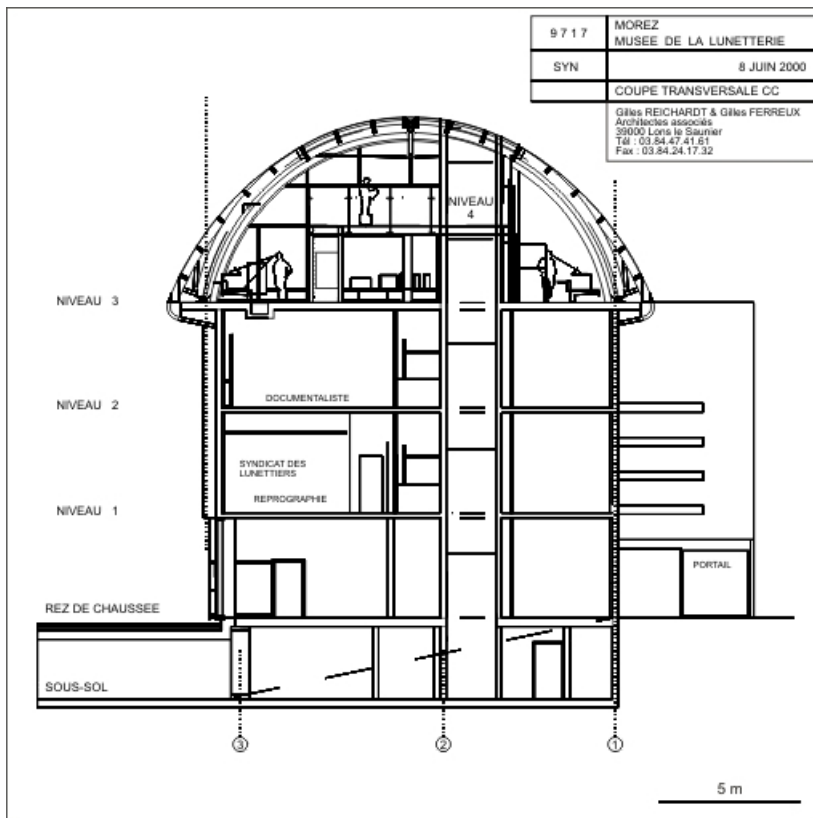 9717
MOREZ
MUSEE DE LA LUNETTERIE
SYN
8 JUIN 2000
COUPE TRANSVERSALE CC
Gilles REICHARDT & Gilles FERREUX
Architectes associés
39000 Lons le Saunier
Tél : 03.84.47.41.61
Fax : 03.84.24.17.32
NIVEAU
4
NIVEAU 3
DOCUMENTALISTE
NIVEAU 2
SYNDICAT DES
LUNETTIERS
REPROGRAPHIE
NIVEAU 1
PORTAIL
REZ DE CHAUSSEE
SOUS-SOL
3
2
1
5 m